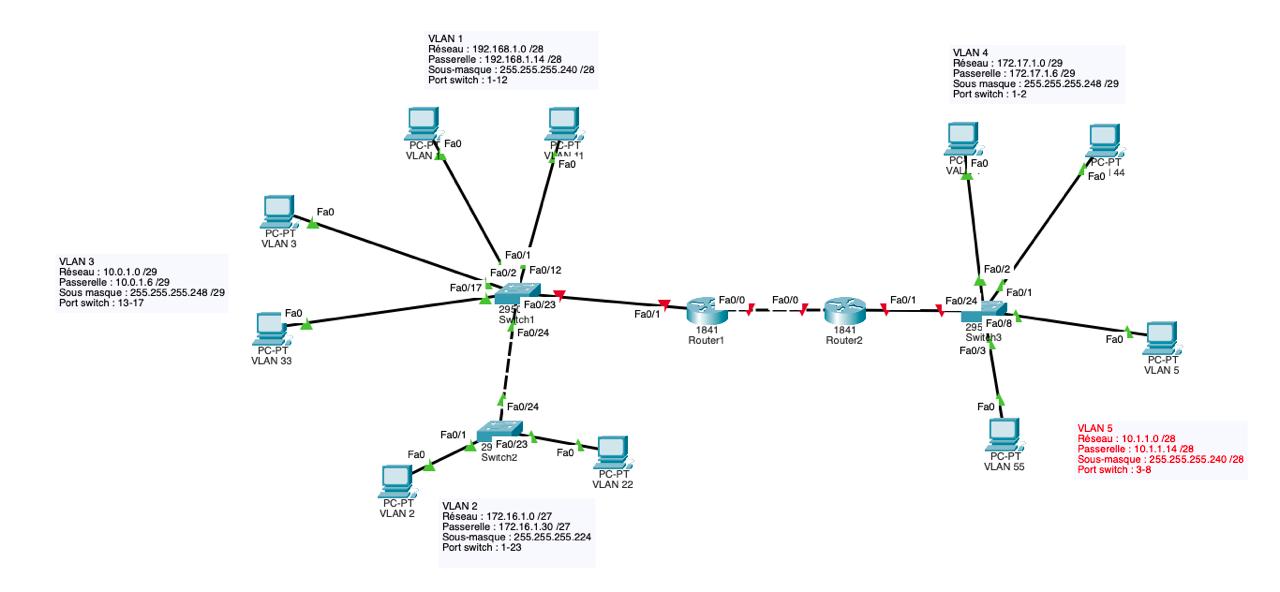 VLAN 1
Réseau : 192.168.1.0 /28
Passerelle : 192.168.1.14 /28
Sous-masque : 255.255.255.240 /28
Port switch : 1-12
VLAN 4
Réseau : 172.17.1.0 /29
Passerelle : 172.17.1.6 /29
Sous masque : 255.255.255.248 /29
Port switch : 1-2
Fa0
VLAN
PC-PT
Fa0
Fa0
PC-PT
44
Fa0
Fa0
PC-PT
VLAN 3
VLAN 3
Réseau : 10.0.1.0 /29
Passerelle : 10.0.1.6 /29
Sous masque : 255.255.255.248 /29
Port switch : 13-17
Fa0
PC-PT
VLAN 33
Fa0/1
Fa0/2
Fa0/12
Fa0/17
Fa0/23
Switch1
Fa0/24
Fa0/1
Fa0/0
1841
Router1
Fa0/0
1841
Router2
Fa0/1
Fa0/2
Fa0/1
Fa0/24
Fa0/8
Switch3
Fa0/3
Fa0
PC-PT
VLAN 5
Fa0
PC-PT
VLAN 55
Fa0/24
Fa0/1
Fa0/23
Switch2
Fa0
PC-PT
VLAN 2
Fa0
PC-PT
VLAN 22
VLAN 5
Réseau : 10.1.1.0 /28
Passerelle : 10.1.1.14 /28
Sous-masque : 255.255.255.240 /28
Port switch : 3-8
VLAN 2
Réseau : 172.16.1.0 /27
Passerelle : 172.16.1.30 /27
Sous-masque : 255.255.255.224
Port switch : 1-23